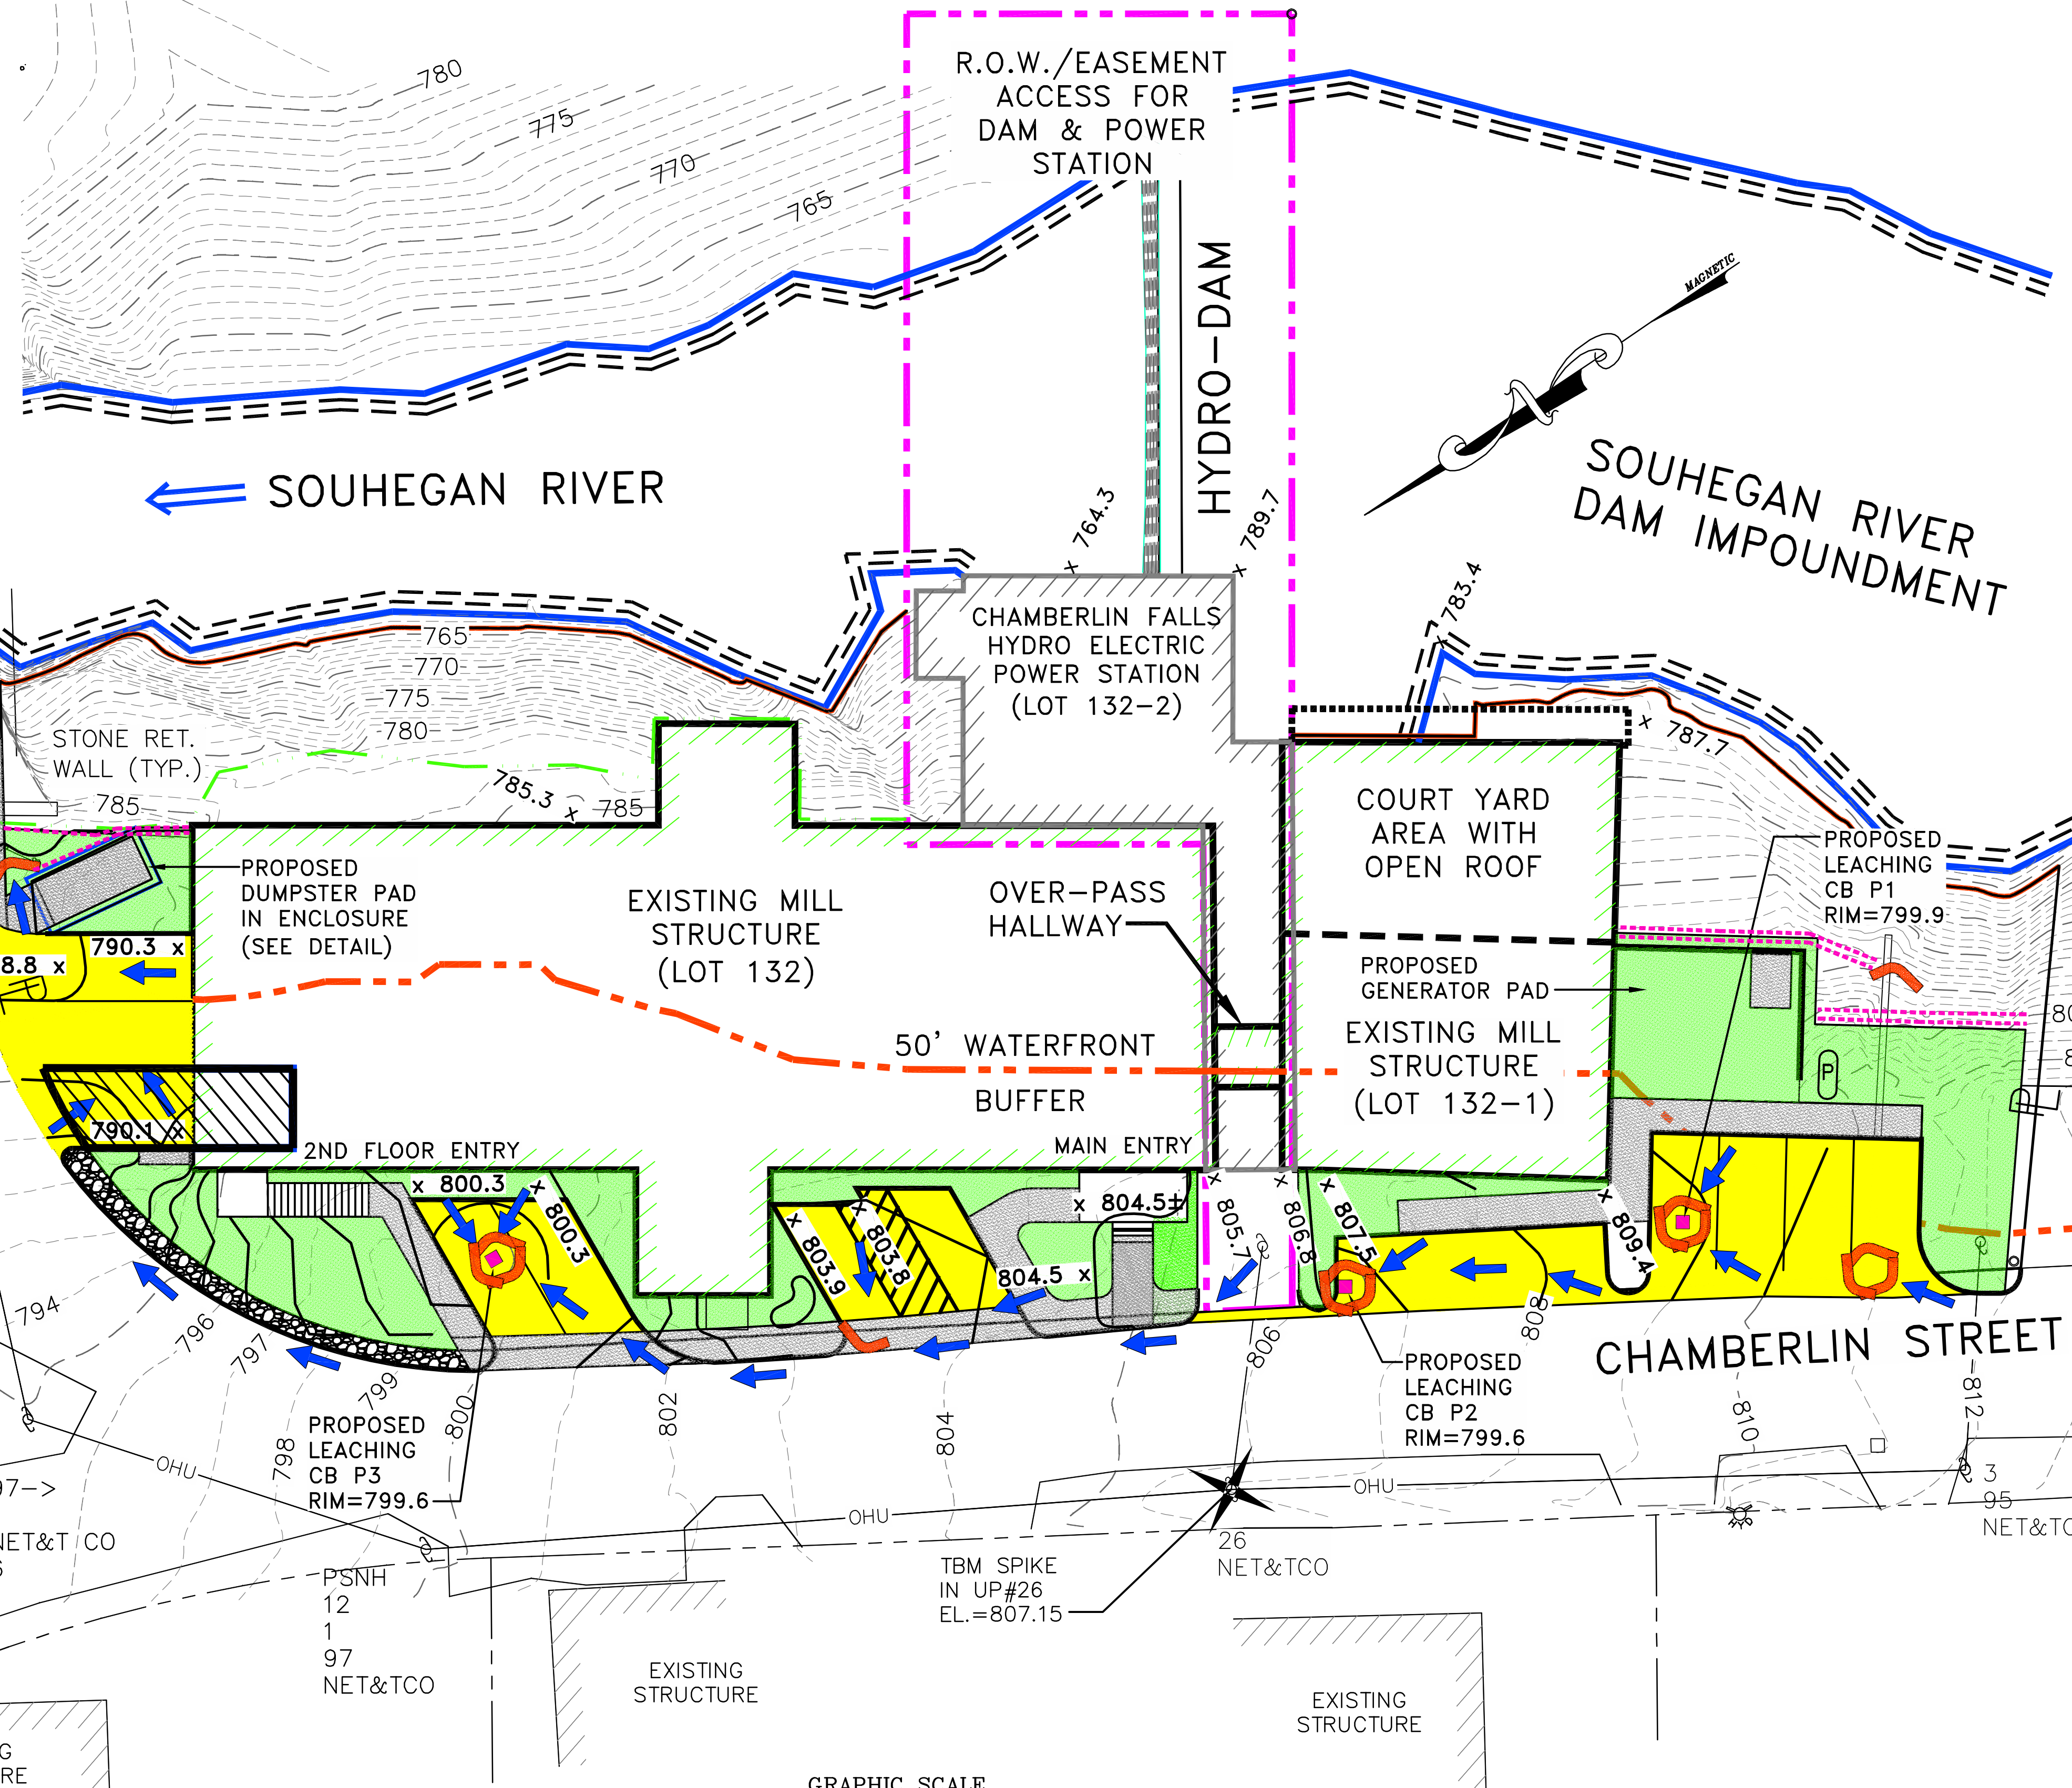 780
775
770
765
R.O.W./EASEMENT
ACCESS FOR
DAM & POWER
STATION
MAGNETIC
HYDRO-DAM
SOUHEGAN RIVER
SOUHEGAN RIVER
DAM IMPOUNDMENT
x 764.3
x 789.7
x 783.4
x 787.7
CHAMBERLIN FALLS
HYDRO ELECTRIC
POWER STATION
(LOT 132-2)
765
770
775
780
STONE RET.
WALL (TYP.)
785
785.3 x
785
PROPOSED
DUMPSTER PAD
IN ENCLOSURE
(SEE DETAIL)
EXISTING MILL
STRUCTURE
(LOT 132)
OVER-PASS
HALLWAY
COURT YARD
AREA WITH
OPEN ROOF
PROPOSED
LEACHING
CB P1
RIM=799.9
790.3 x
8.8 x
PROPOSED
GENERATOR PAD
EXISTING MILL
STRUCTURE
(LOT 132-1)
50' WATERFRONT
BUFFER
P
80
8
790.1 x
2ND FLOOR ENTRY
MAIN ENTRY
x 800.3
x 800.3
x 803.9
x 803.8
x 804.5±
804.5 x
x 805.7
x 806.8
x 807.5
x 809.4
794
796
797
798
799
800
802
804
806
808
810
812
CHAMBERLIN STREET
PROPOSED
LEACHING
CB P3
RIM=799.6
PROPOSED
LEACHING
CB P2
RIM=799.6
OHU
OHU
OHU
97->
NET&T CO
PSNH
12
1
97
NET&TCO
TBM SPIKE
IN UP#26
EL.=807.15
26
NET&TCO
3
95
NET&TC
EXISTING
STRUCTURE
EXISTING
STRUCTURE
G
RE
GRAPHIC SCALE